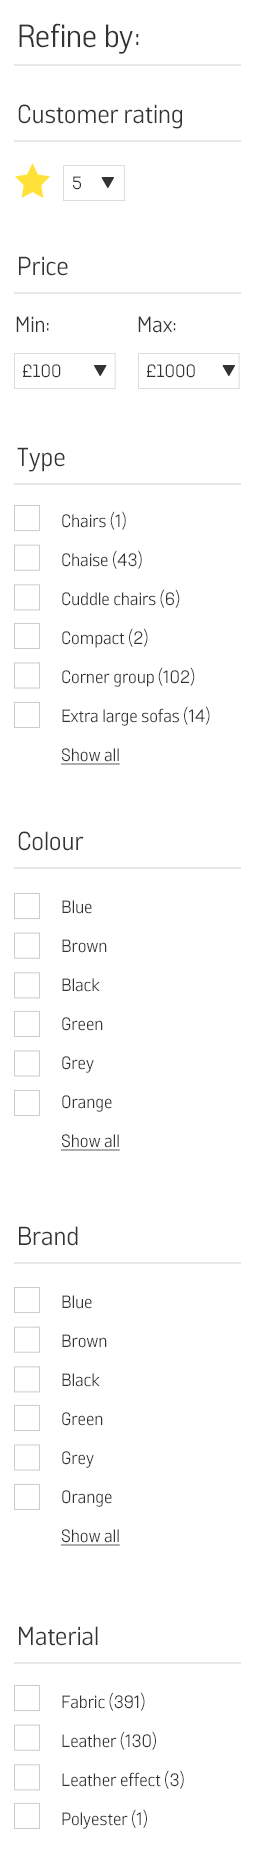 Refine by:
Customer rating
5
Price
Min: Max:
£100 £1000
Type
Chairs (1)
Chaise (43)
Cuddle chairs (6)
Compact (2)
Corner group (102)
Extra large sofas (14)
Show all
Colour
Blue
Brown
Black
Green
Grey
Orange
Show all
Brand
Blue
Brown
Black
Green
Grey
Orange
Show all
Material
Fabric (391)
Leather (130)
Leather effect (3)
Polyester (1)